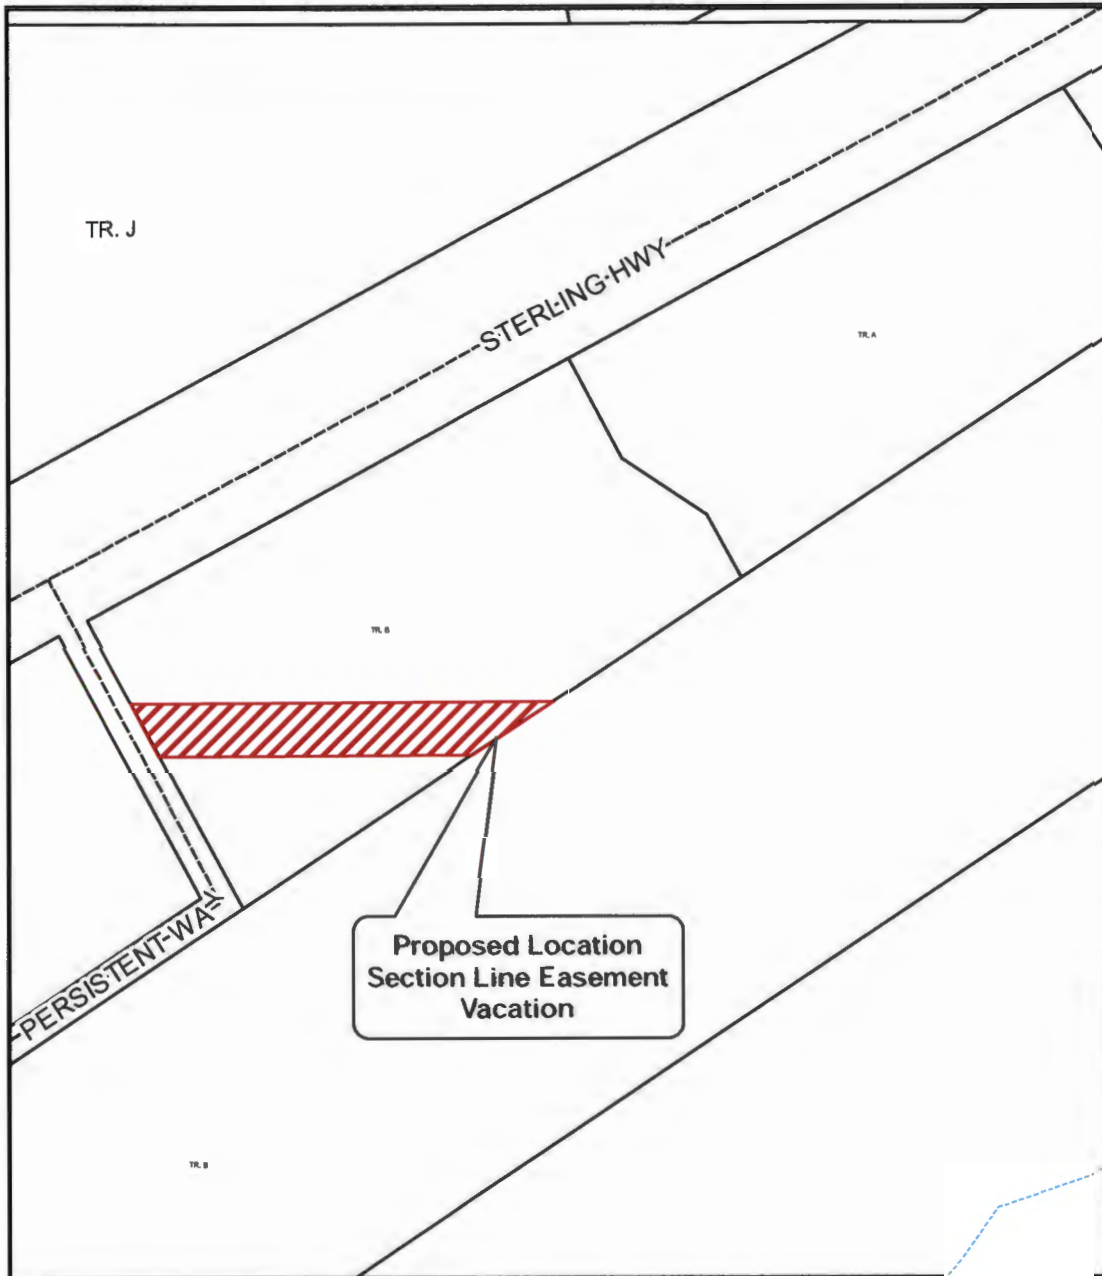 TR. J
STERLING HWY
TR. A
TR. B
PERSISTENT WAY
Proposed Location
Section Line Easement
Vacation
TR. B